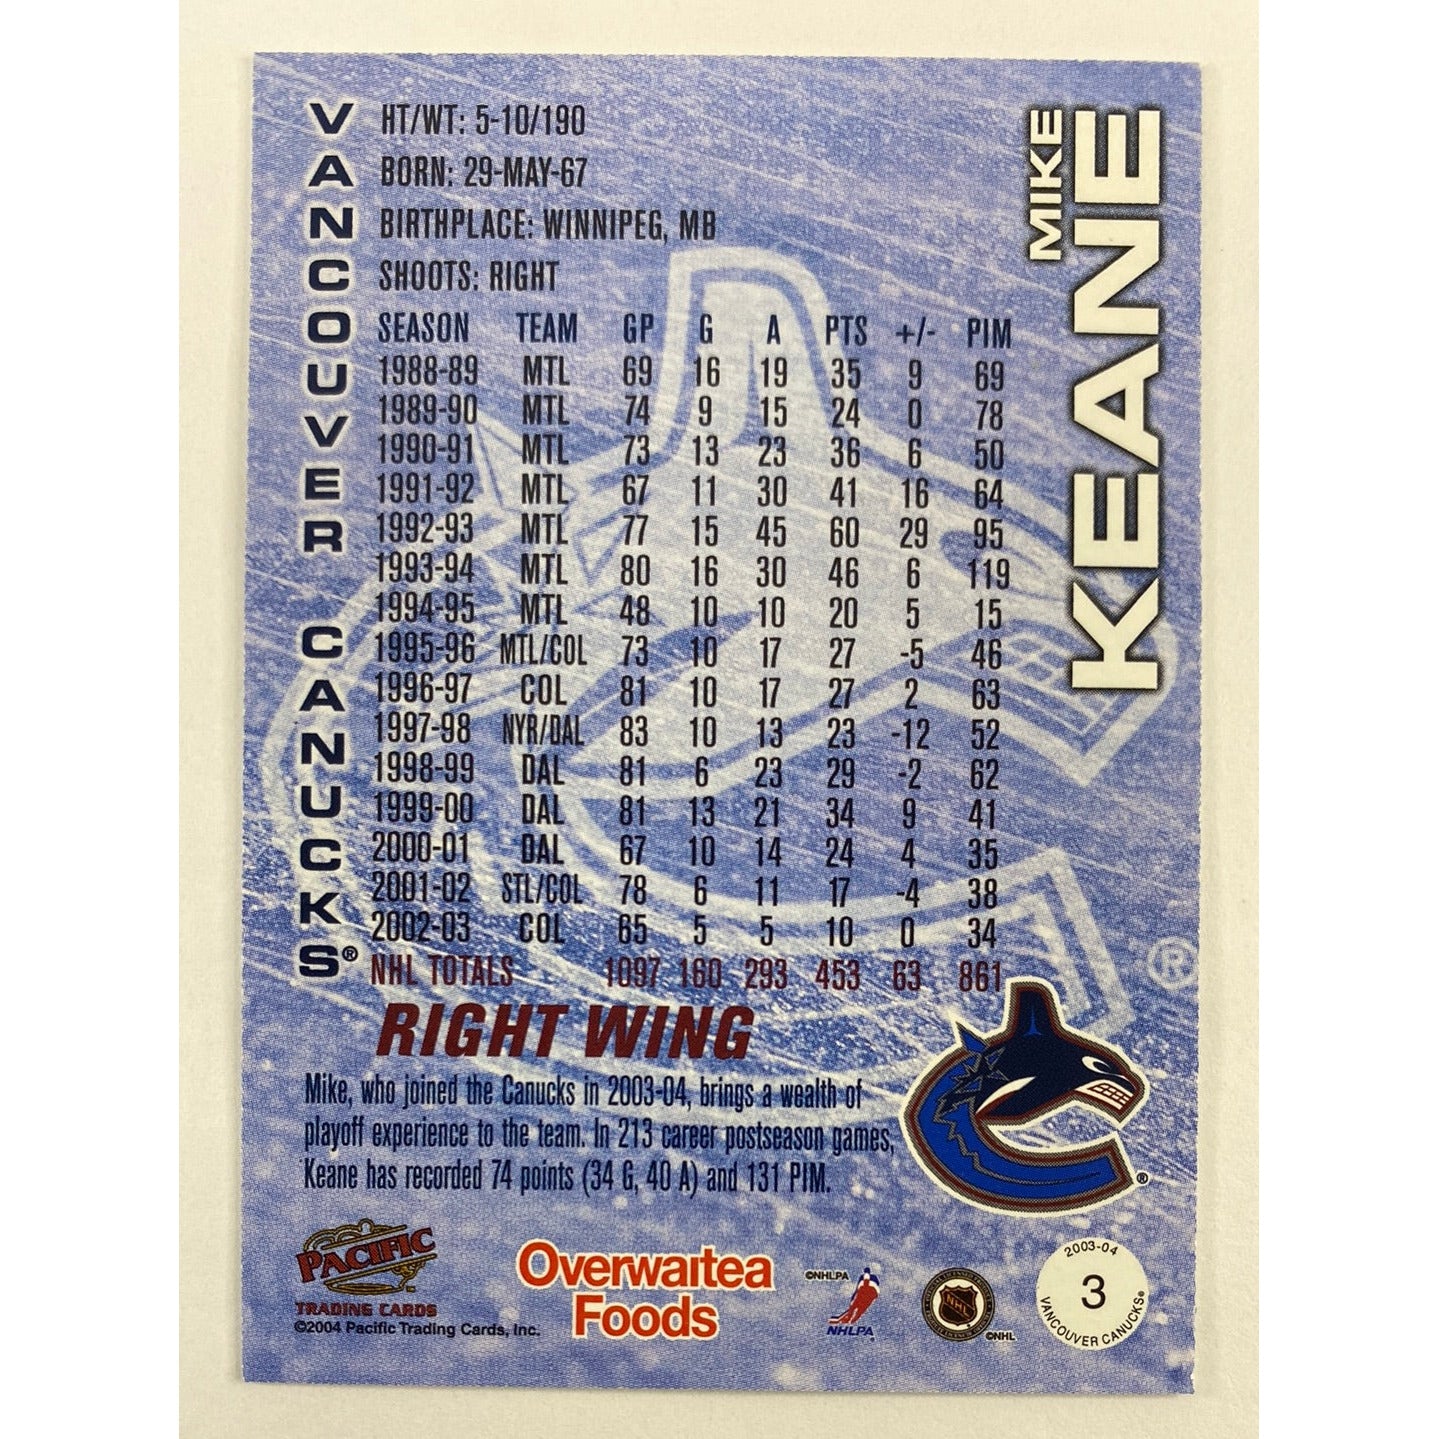 VANCOUVER CANUCKS®
MIKE
KEANE
HT/WT: 5-10/190
BORN: 29-MAY-67
BIRTHPLACE: WINNIPEG, MB
SHOOTS: RIGHT
SEASON TEAM GP G A PTS +/- PIM
1988-89 MTL 69 16 19 35 9 69
1989-90 MTL 74 9 15 24 0 78
1990-91 MTL 73 13 23 36 6 50
1991-92 MTL 67 11 30 41 16 64
1992-93 MTL 77 15 45 60 29 95
1993-94 MTL 80 16 30 46 6 119
1994-95 MTL 48 10 10 20 5 15
1995-96 MTL/COL 73 10 17 27 -5 46
1996-97 COL 81 10 17 27 2 63
1997-98 NYR/DAL 83 10 13 23 -12 52
1998-99 DAL 81 6 23 29 -2 62
1999-00 DAL 81 13 21 34 9 41
2000-01 DAL 67 10 14 24 4 35
2001-02 STL/COL 78 6 11 17 -4 38
2002-03 COL 65 5 5 10 0 34
NHL TOTALS 1097 160 293 453 63 861
®
RIGHT WING
Mike, who joined the Canucks in 2003-04, brings a wealth of
playoff experience to the team. In 213 career postseason games,
Keane has recorded 74 points (34 G, 40 A) and 131 PIM.
®
PACIFIC
TRADING CARDS
©2004 Pacific Trading Cards, Inc.
Overwaitea
Foods
©NHLPA
NHLPA
NHL
©NHL
2003-04
3
VANCOUVER CANUCKS®